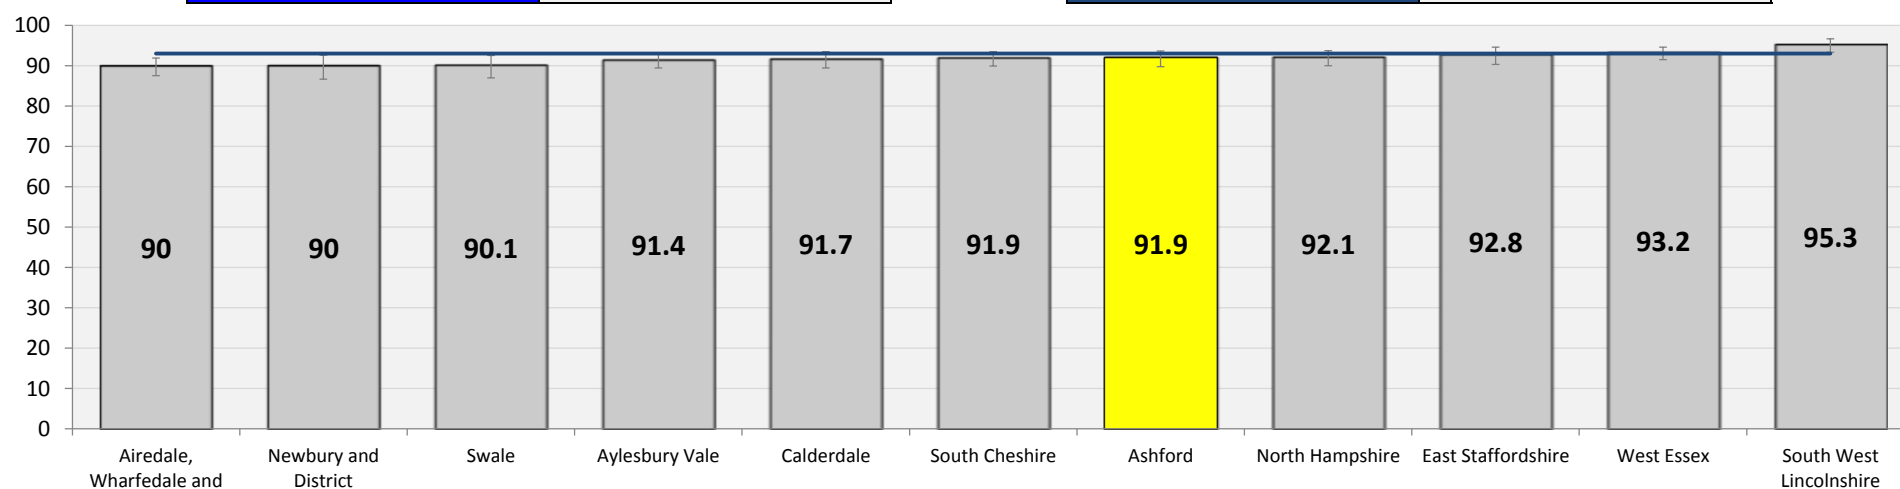 100
90
80
70
60
50
40
30
20
10
0
90
90
90.1
91.4
91.7
91.9
91.9
92.1
92.8
93.2
95.3
Airedale,
Wharfedale and
Newbury and
District
Swale
Aylesbury Vale
Calderdale
South Cheshire
Ashford
North Hampshire
East Staffordshire
West Essex
South West
Lincolnshire